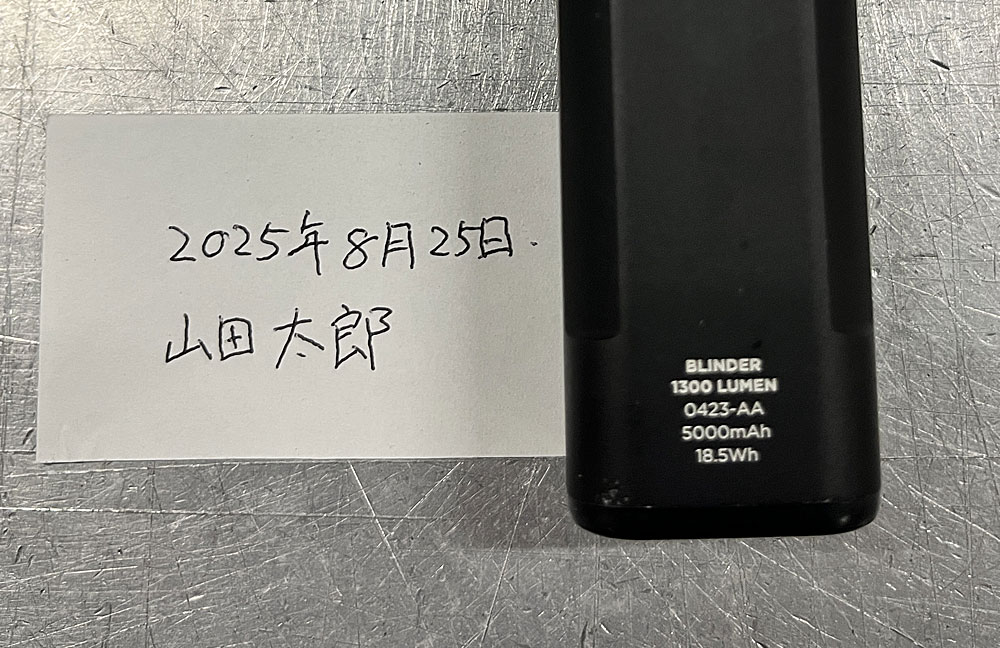 2025年8月25日.
山田太郎
BLINDER
1300 LUMEN
0423-AA
5000mAh
18.5Wh